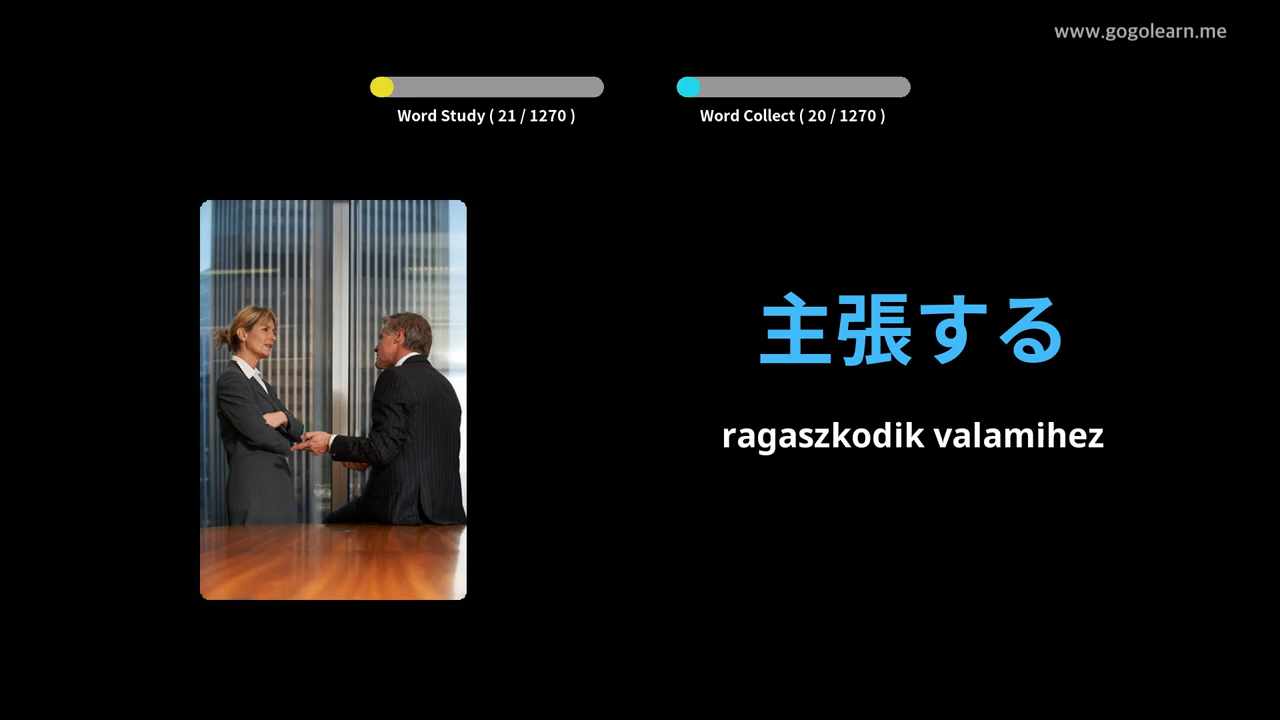 www.gogolearn.me
Word Study ( 21 / 1270 )
Word Collect ( 20 / 1270 )
主張する
ragaszkodik valamihez